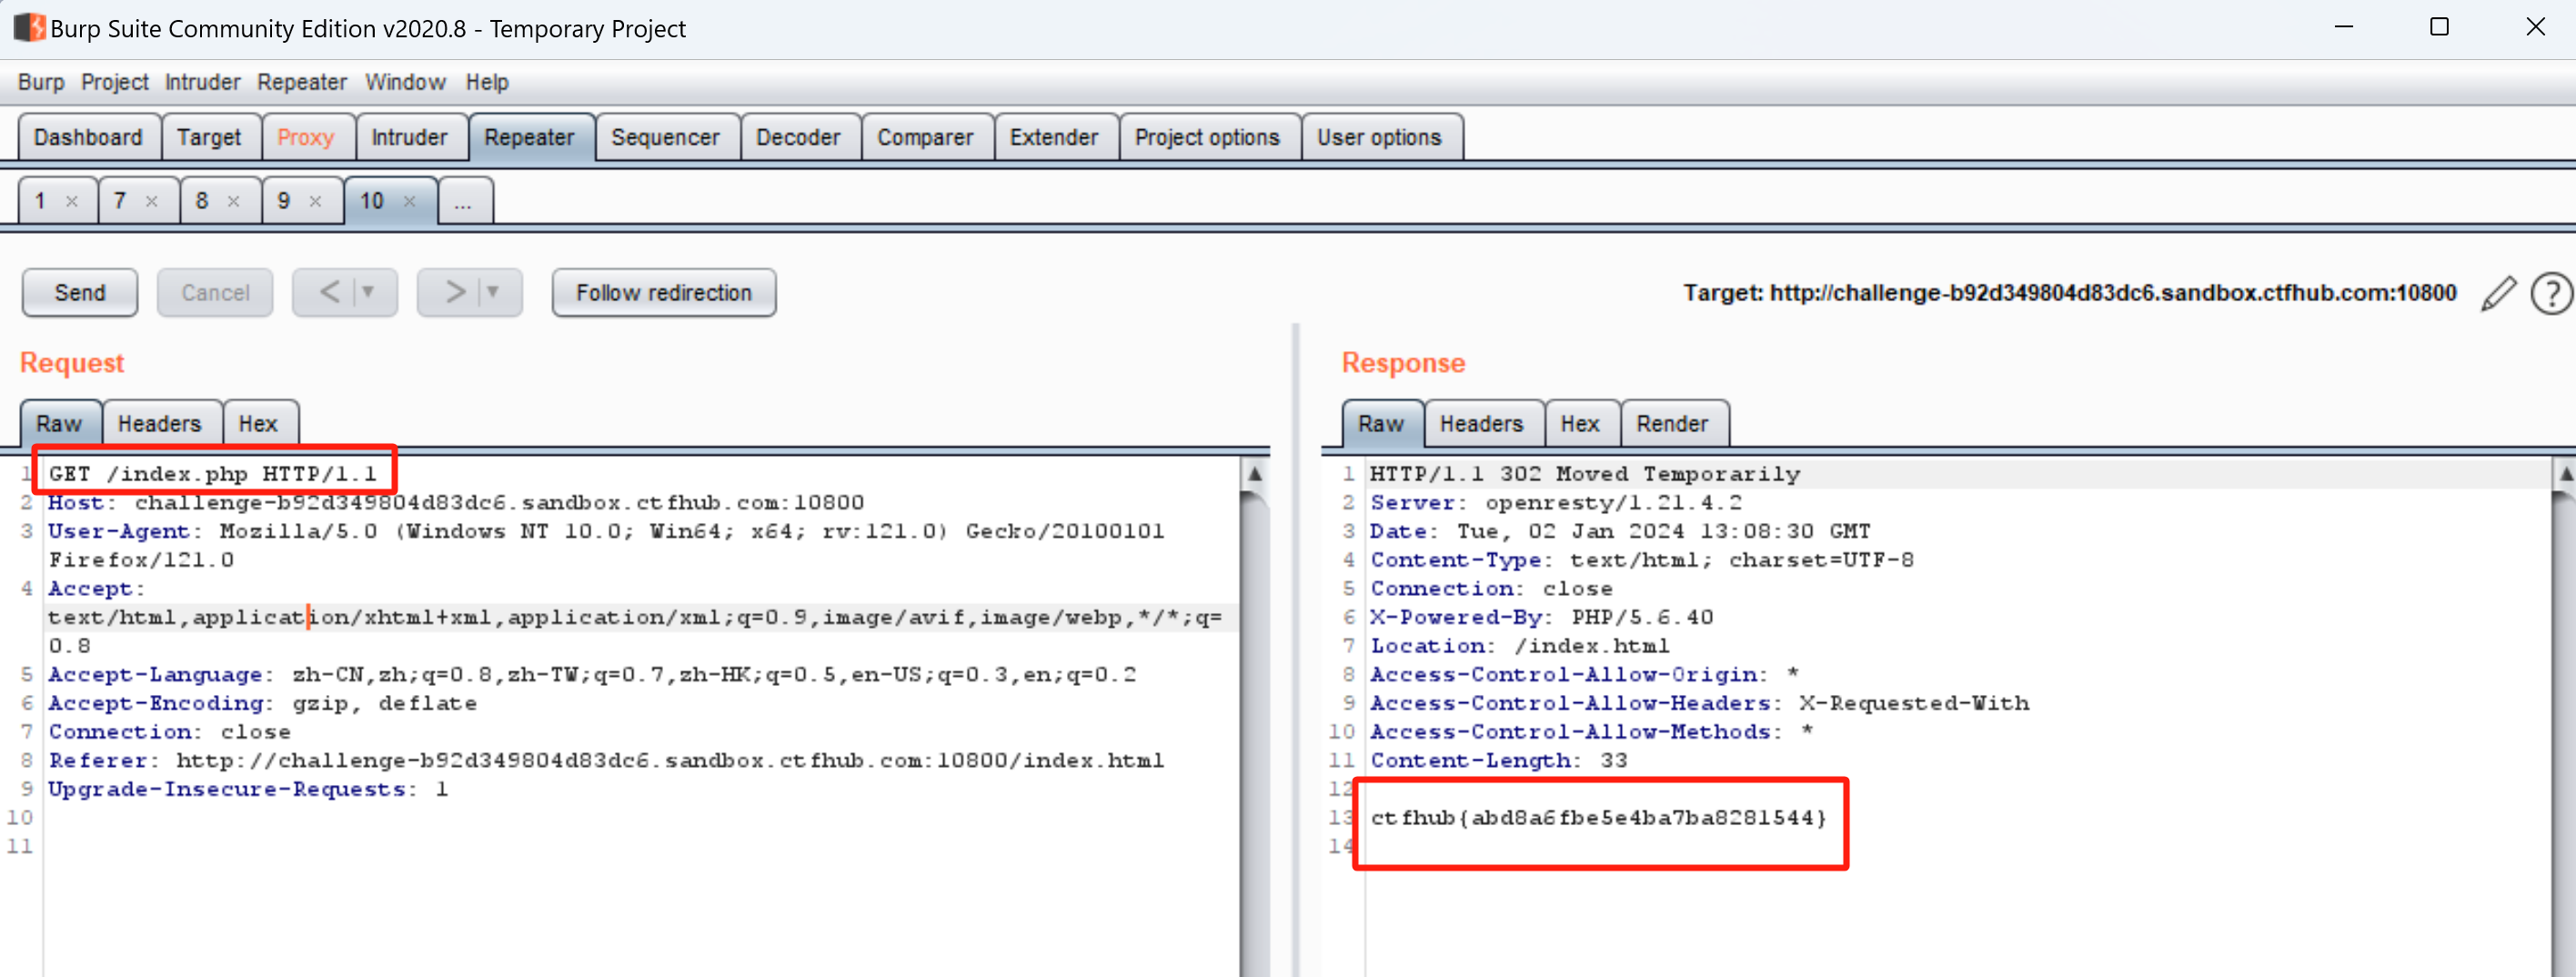 Burp Suite Community Edition v2020.8 - Temporary Project
Burp Project Intruder Repeater Window Help
Dashboard Target Proxy Intruder Repeater Sequencer Decoder Comparer Extender Project options User options
1 × 7 × 8 × 9 × 10 × ...
Send Cancel < > Follow redirection Target: http://challenge-b92d349804d83dc6.sandbox.ctfhub.com:10800 ?
Request
Raw Headers Hex
1 GET /index.php HTTP/1.1
2 Host: challenge-b92d349804d83dc6.sandbox.ctfhub.com:10800
3 User-Agent: Mozilla/5.0 (Windows NT 10.0; Win64; x64; rv:121.0) Gecko/20100101
Firefox/121.0
4 Accept:
text/html,application/xhtml+xml,application/xml;q=0.9,image/avif,image/webp,*/*;q=
0.8
5 Accept-Language: zh-CN,zh;q=0.8,zh-TW;q=0.7,zh-HK;q=0.5,en-US;q=0.3,en;q=0.2
6 Accept-Encoding: gzip, deflate
7 Connection: close
8 Referer: http://challenge-b92d349804d83dc6.sandbox.ctfhub.com:10800/index.html
9 Upgrade-Insecure-Requests: 1
10
11
Response
Raw Headers Hex Render
1 HTTP/1.1 302 Moved Temporarily
2 Server: openresty/1.21.4.2
3 Date: Tue, 02 Jan 2024 13:08:30 GMT
4 Content-Type: text/html; charset=UTF-8
5 Connection: close
6 X-Powered-By: PHP/5.6.40
7 Location: /index.html
8 Access-Control-Allow-Origin: *
9 Access-Control-Allow-Headers: X-Requested-With
10 Access-Control-Allow-Methods: *
11 Content-Length: 33
12
13 ctfhub{abd8a6fbe5e4ba7ba8281544}
14